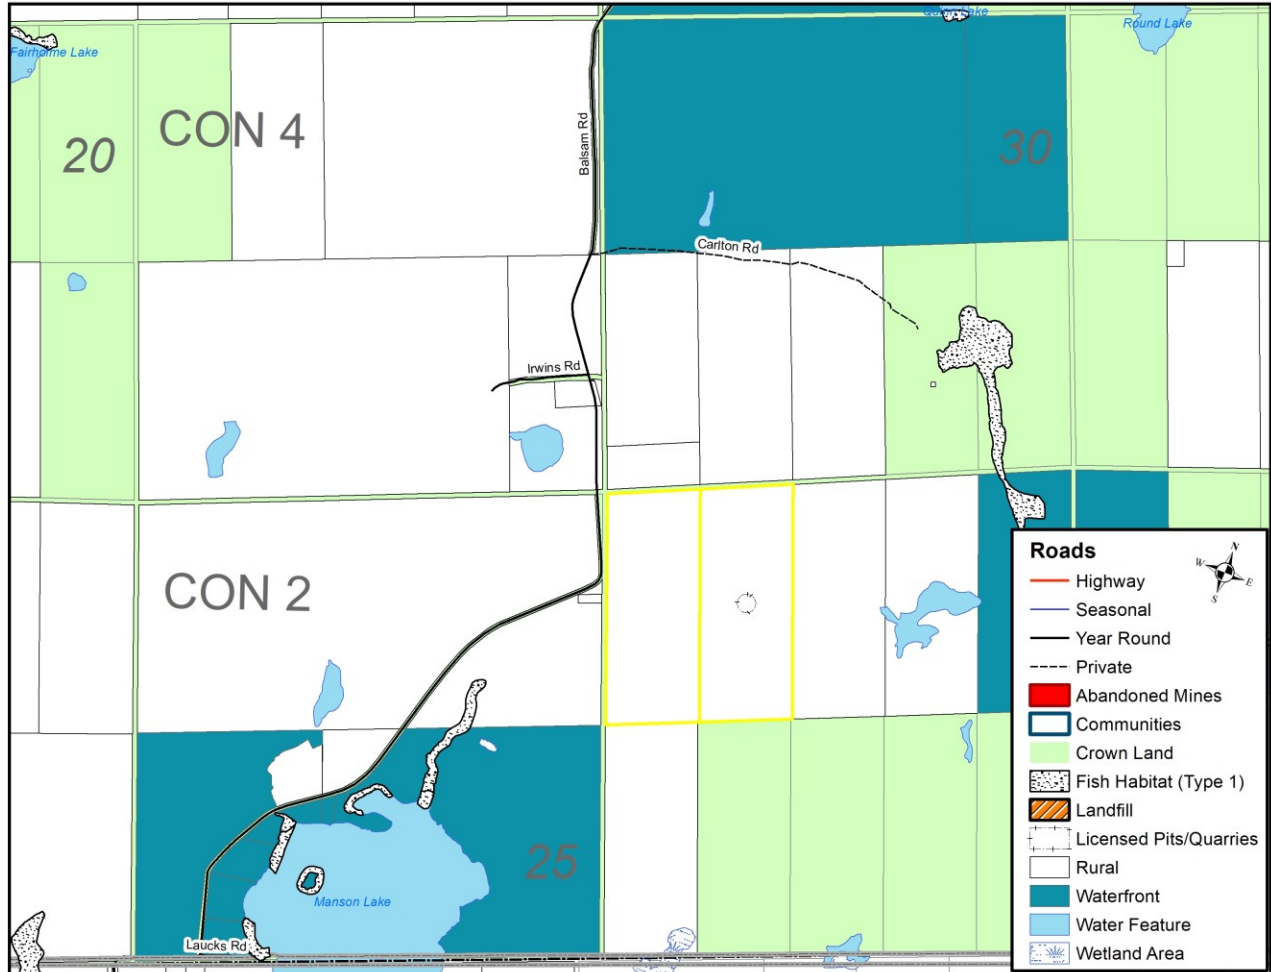 Fairholme Lake
Round Lake
CON 4
20
30
Balsam Rd
Carlton Rd
Irwins Rd
CON 2
25
Manson Lake
Laucks Rd
Roads
N
W
E
S
Highway
Seasonal
Year Round
Private
Abandoned Mines
Communities
Crown Land
Fish Habitat (Type 1)
Landfill
Licensed Pits/Quarries
Rural
Waterfront
Water Feature
Wetland Area